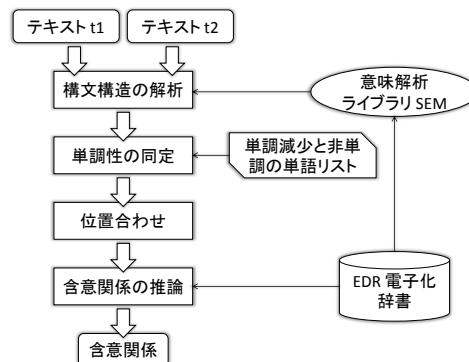 テキスト t1
テキスト t2
構文構造の解析
意味解析
ライブラリ SEM
単調性の同定
単調減少と非単
調の単語リスト
位置合わせ
含意関係の推論
EDR 電子化
辞書
含意関係